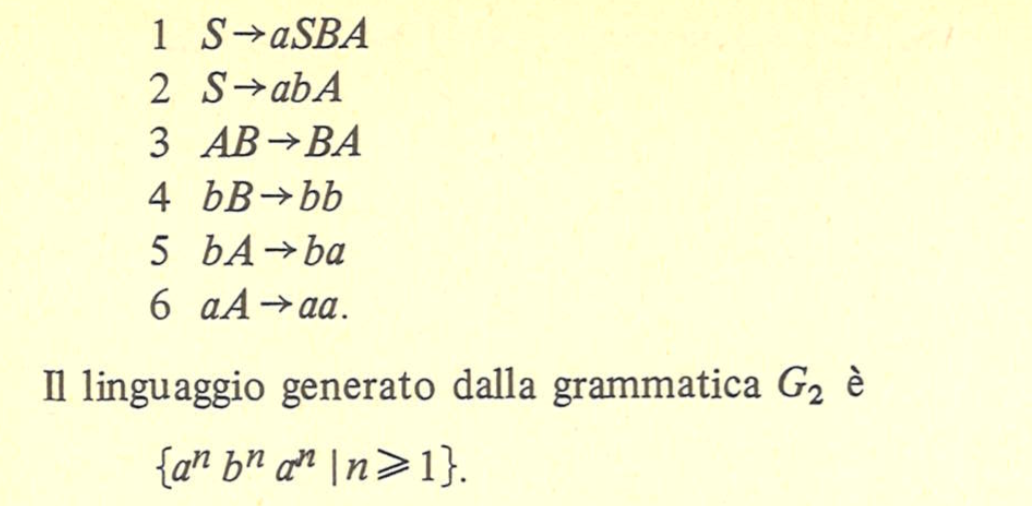 1 S→aSBA
2 S→abA
3 AB→BA
4 bB→bb
5 bA→ba
6 aA→aa.
Il linguaggio generato dalla grammatica G₂ è
{aⁿ bⁿ aⁿ | n⩾1}.